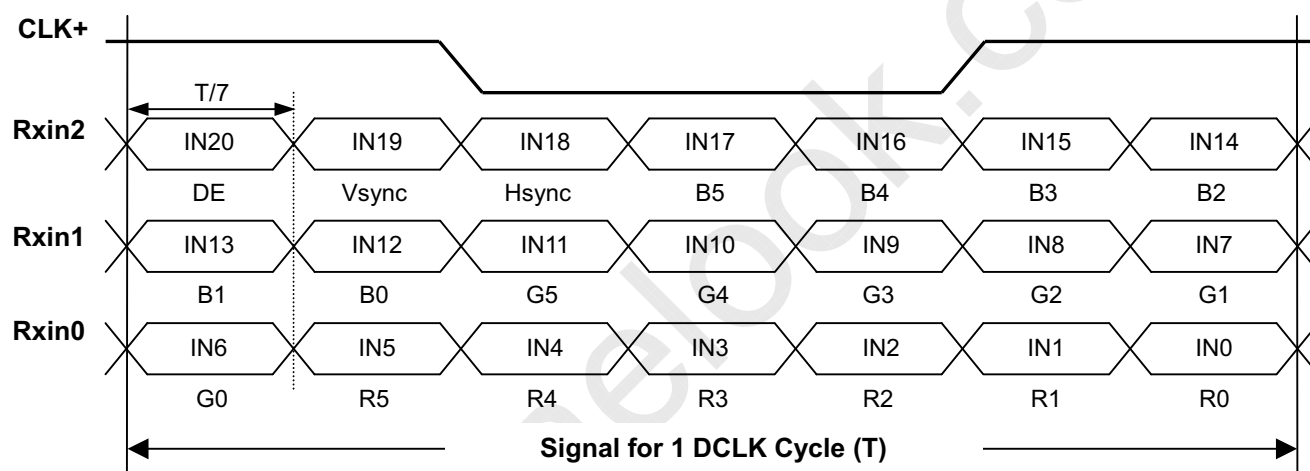 CLK+
T/7
Rxin2 IN20 IN19 IN18 IN17 IN16 IN15 IN14
DE Vsync Hsync B5 B4 B3 B2
Rxin1 IN13 IN12 IN11 IN10 IN9 IN8 IN7
B1 B0 G5 G4 G3 G2 G1
Rxin0 IN6 IN5 IN4 IN3 IN2 IN1 IN0
G0 R5 R4 R3 R2 R1 R0
Signal for 1 DCLK Cycle (T)